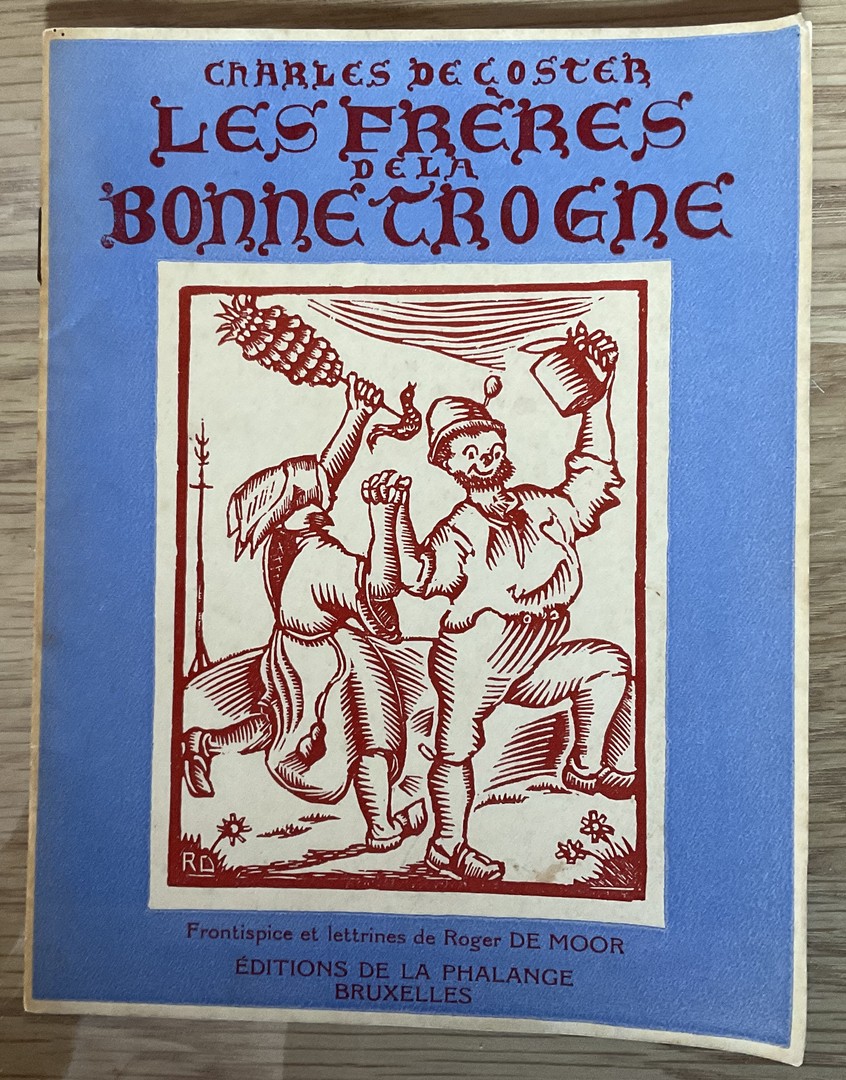 CHARLES DE COSTER
LES FRÈRES
DE LA
BONNE TROGNE
RD
Frontispice et lettrines de Roger DE MOOR
ÉDITIONS DE LA PHALANGE
BRUXELLES